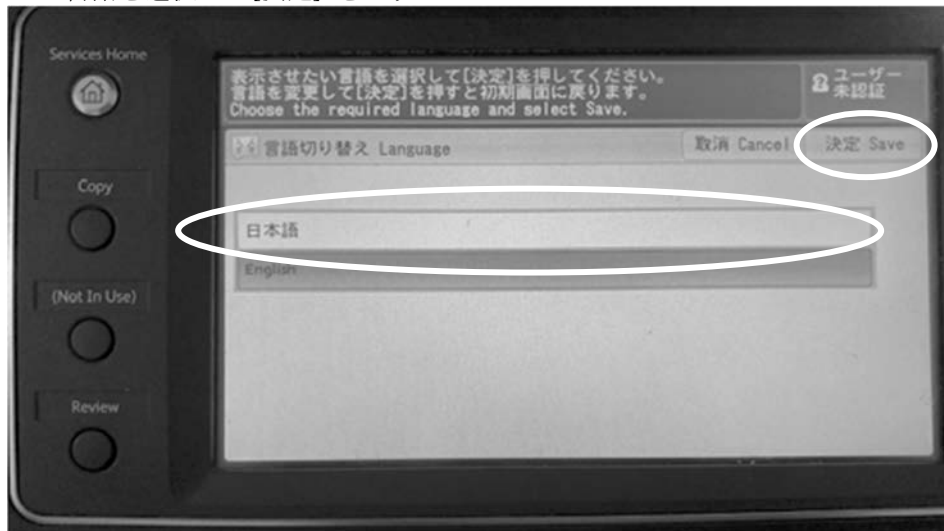 Services Home
表示させたい言語を選択して[決定]を押してください。
言語を変更して[決定]を押すと初期画面に戻ります。
Choose the required language and select Save.
ユーザー
未認証
言語切り替え Language
取消 Cancel
決定 Save
Copy
日本語
English
(Not In Use)
Review